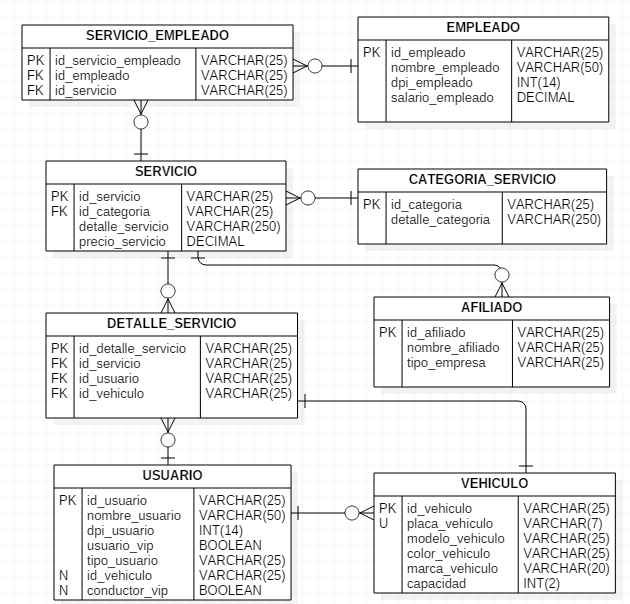 SERVICIO_EMPLEADO
PK id_servicio_empleado VARCHAR(25)
FK id_empleado VARCHAR(25)
FK id_servicio VARCHAR(25)
EMPLEADO
PK id_empleado VARCHAR(25)
nombre_empleado VARCHAR(50)
dpi_empleado INT(14)
salario_empleado DECIMAL
SERVICIO
PK id_servicio VARCHAR(25)
FK id_categoria VARCHAR(25)
detalle_servicio VARCHAR(250)
precio_servicio DECIMAL
CATEGORIA_SERVICIO
PK id_categoria VARCHAR(25)
detalle_categoria VARCHAR(250)
DETALLE_SERVICIO
PK id_detalle_servicio VARCHAR(25)
FK id_servicio VARCHAR(25)
FK id_usuario VARCHAR(25)
FK id_vehiculo VARCHAR(25)
AFILIADO
PK id_afiliado VARCHAR(25)
nombre_afiliado VARCHAR(25)
tipo_empresa VARCHAR(25)
USUARIO
PK id_usuario VARCHAR(25)
nombre_usuario VARCHAR(50)
dpi_usuario INT(14)
usuario_vip BOOLEAN
tipo_usuario VARCHAR(25)
N id_vehiculo VARCHAR(25)
N conductor_vip BOOLEAN
VEHICULO
PK id_vehiculo VARCHAR(25)
U placa_vehiculo VARCHAR(7)
modelo_vehiculo VARCHAR(25)
color_vehiculo VARCHAR(25)
marca_vehiculo VARCHAR(20)
capacidad INT(2)